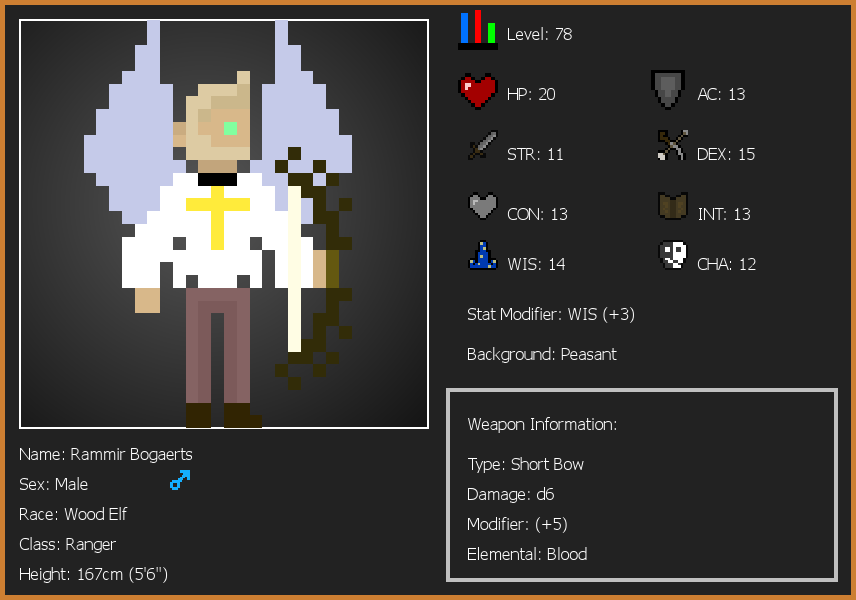 Level: 78
HP: 20
AC: 13
STR: 11
DEX: 15
CON: 13
INT: 13
WIS: 14
CHA: 12
Stat Modifier: WIS (+3)
Background: Peasant
Weapon Information:
Type: Short Bow
Damage: d6
Modifier: (+5)
Elemental: Blood
Name: Rammir Bogaerts
Sex: Male
Race: Wood Elf
Class: Ranger
Height: 167cm (5'6")